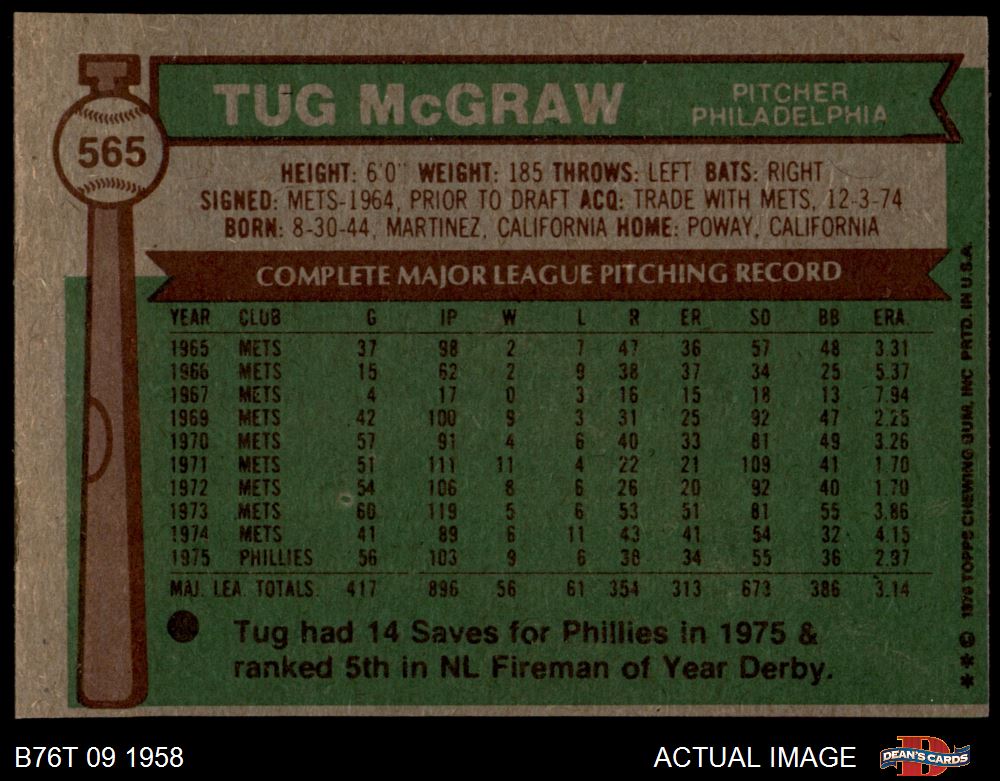 565
TUG McGRAW
PITCHER
PHILADELPHIA
HEIGHT: 6'0" WEIGHT: 185 THROWS: LEFT BATS: RIGHT
SIGNED: METS-1964, PRIOR TO DRAFT ACQ: TRADE WITH METS, 12-3-74
BORN: 8-30-44, MARTINEZ, CALIFORNIA HOME: POWAY, CALIFORNIA
COMPLETE MAJOR LEAGUE PITCHING RECORD
YEAR CLUB G IP W L R ER SO BB ERA.
1965 METS 37 98 2 7 47 36 57 48 3.31
1966 METS 15 62 2 9 38 37 34 25 5.37
1967 METS 4 17 0 3 16 15 18 13 7.94
1969 METS 42 100 9 3 31 25 92 47 2.25
1970 METS 57 91 4 6 40 33 81 49 3.26
1971 METS 51 111 11 4 22 21 109 41 1.70
1972 METS 54 106 8 6 26 20 92 40 1.70
1973 METS 60 119 5 6 53 51 81 55 3.86
1974 METS 41 89 6 11 43 41 54 32 4.15
1975 PHILLIES 56 103 9 6 38 34 55 36 2.97
MAJ. LEA. TOTALS 417 896 56 61 354 313 673 386 3.14
Tug had 14 Saves for Phillies in 1975 &
ranked 5th in NL Fireman of Year Derby.
** © 1976 TOPPS CHEWING GUM, INC PRTD. IN U.S.A.
B76T 09 1958
ACTUAL IMAGE
DEAN'S CARDS